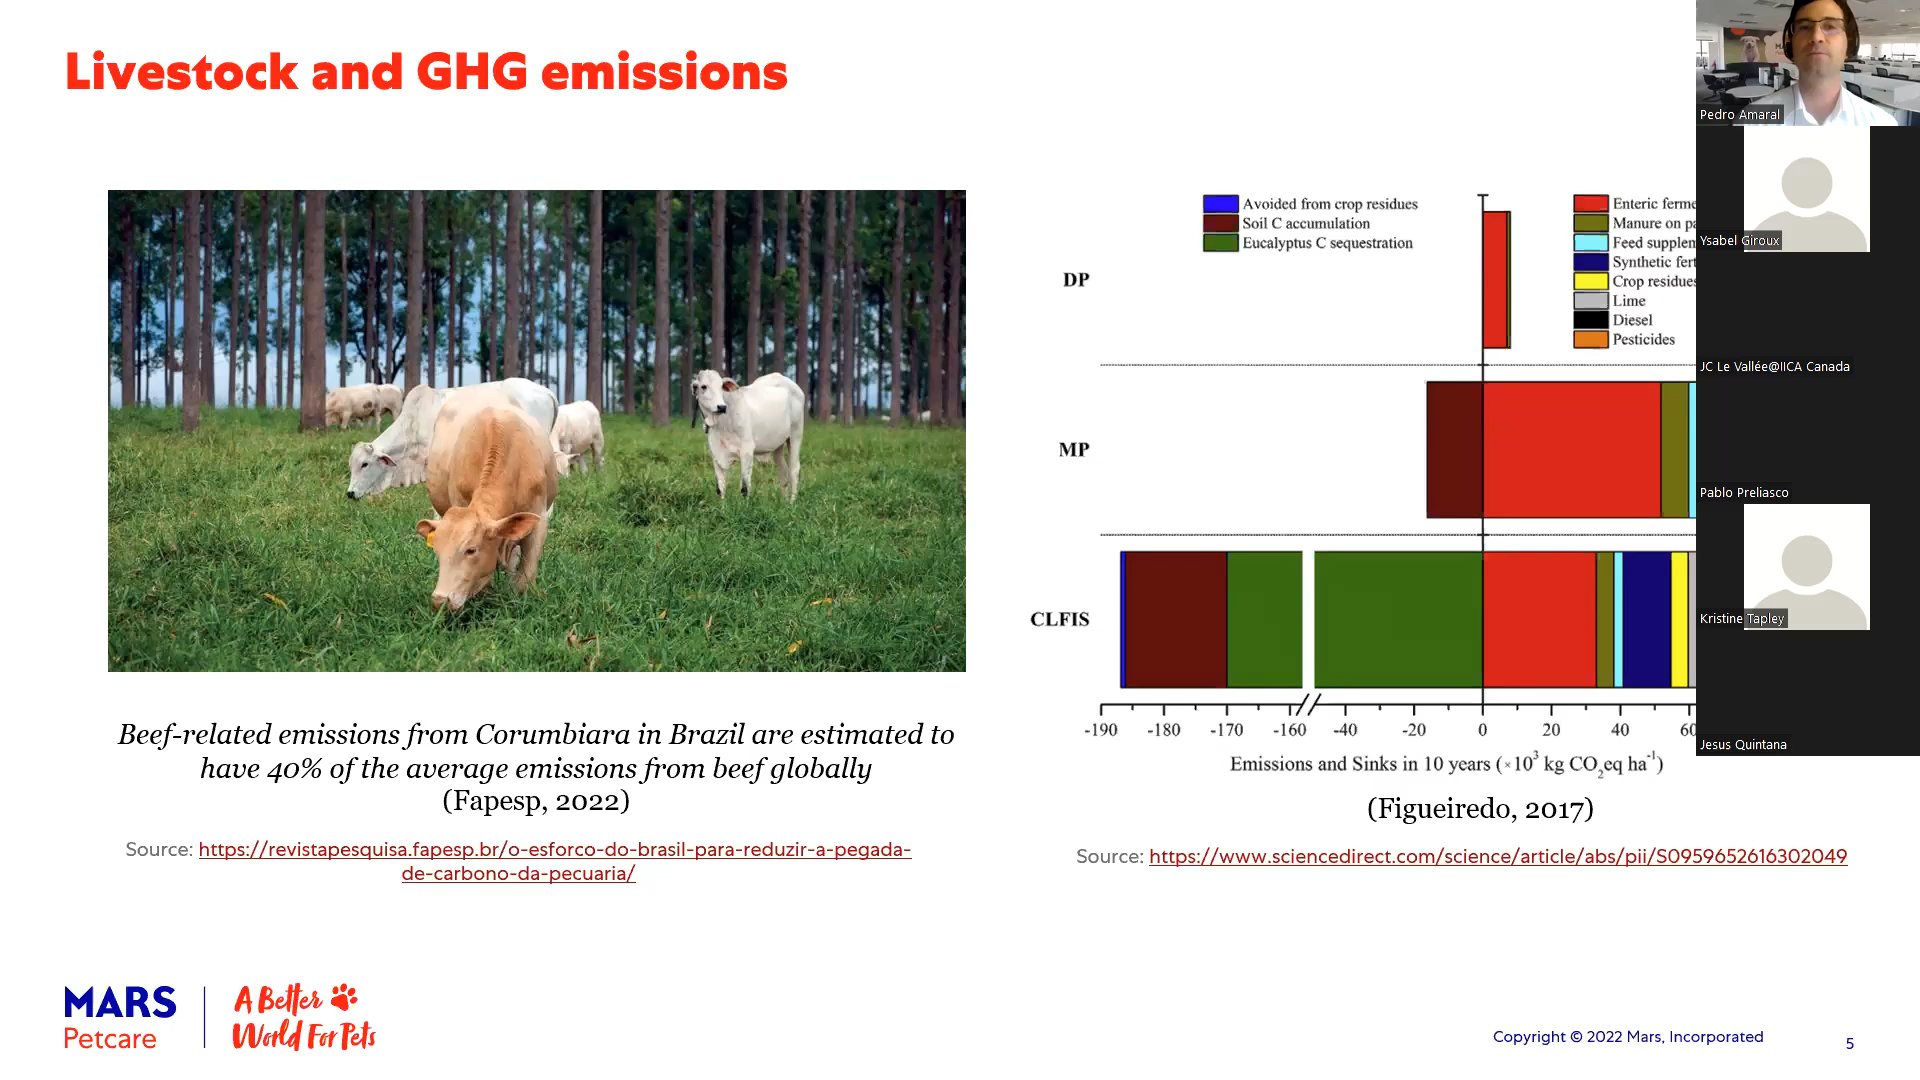 Livestock and GHG emissions
Beef-related emissions from Corumbiara in Brazil are estimated to
have 40% of the average emissions from beef globally
(Fapesp, 2022)
Source: https://revistapesquisa.fapesp.br/o-esforco-do-brasil-para-reduzir-a-pegada-
de-carbono-da-pecuaria/
Avoided from crop residues
Soil C accumulation
Eucalyptus C sequestration
Enteric ferme
Manure on pa
Feed supplem
Synthetic fert
Crop residues
Lime
Diesel
Pesticides
DP
MP
CLFIS
-190 -180 -170 -160 -40 -20 0 20 40 60
Emissions and Sinks in 10 years (×10³ kg CO₂eq ha⁻¹)
(Figueiredo, 2017)
Source: https://www.sciencedirect.com/science/article/abs/pii/S0959652616302049
Pedro Amaral
Ysabel Giroux
JC Le Vallée@IICA Canada
Pablo Preliasco
Kristine Tapley
Jesus Quintana
MARS
Petcare
A Better
World For Pets
Copyright © 2022 Mars, Incorporated
5